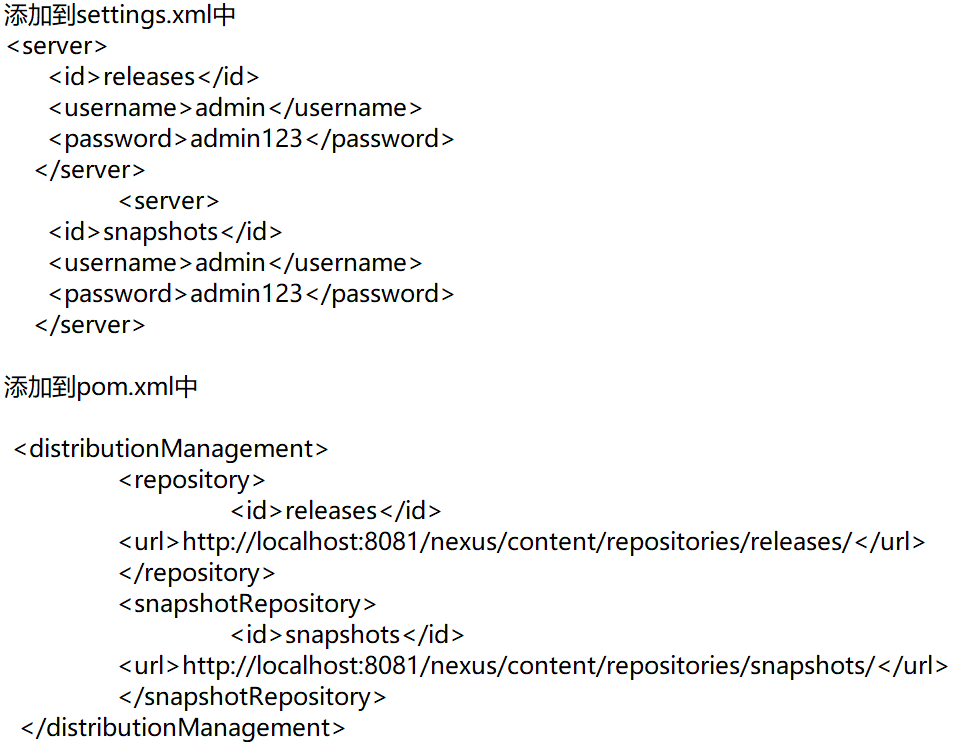 添加到settings.xml中
<server>
<id>releases</id>
<username>admin</username>
<password>admin123</password>
</server>
<server>
<id>snapshots</id>
<username>admin</username>
<password>admin123</password>
</server>
添加到pom.xml中
<distributionManagement>
<repository>
<id>releases</id>
<url>http://localhost:8081/nexus/content/repositories/releases/</url>
</repository>
<snapshotRepository>
<id>snapshots</id>
<url>http://localhost:8081/nexus/content/repositories/snapshots/</url>
</snapshotRepository>
</distributionManagement>